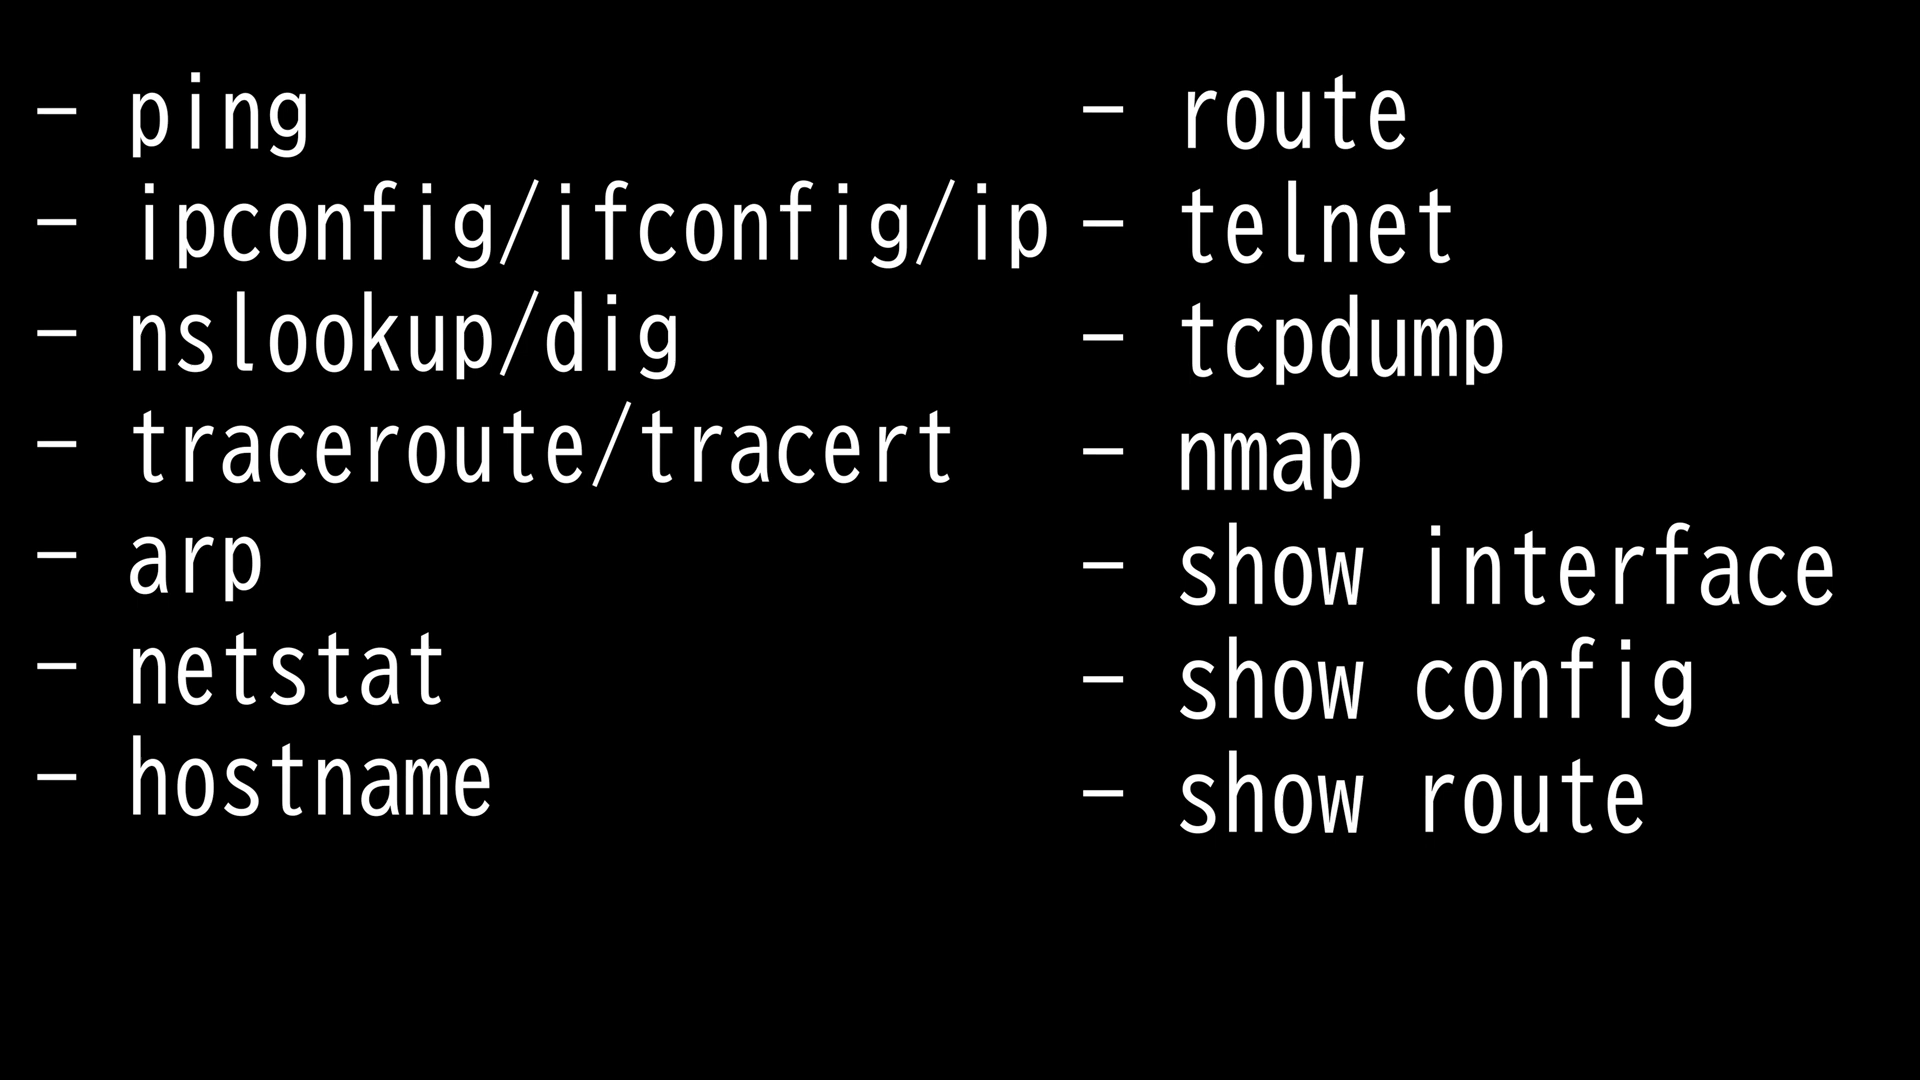 - ping
- ipconfig/ifconfig/ip
- nslookup/dig
- traceroute/tracert
- arp
- netstat
- hostname
- route
- telnet
- tcpdump
- nmap
- show interface
- show config
- show route